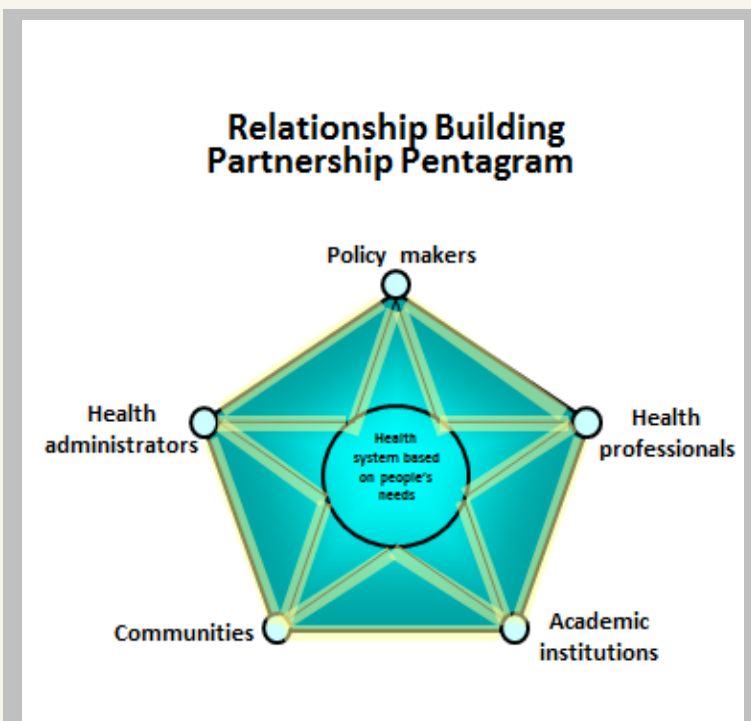 Relationship Building
Partnership Pentagram
Policy makers
Health
administrators
Health
professionals
Health
system based
on people's
needs
Communities
Academic
institutions